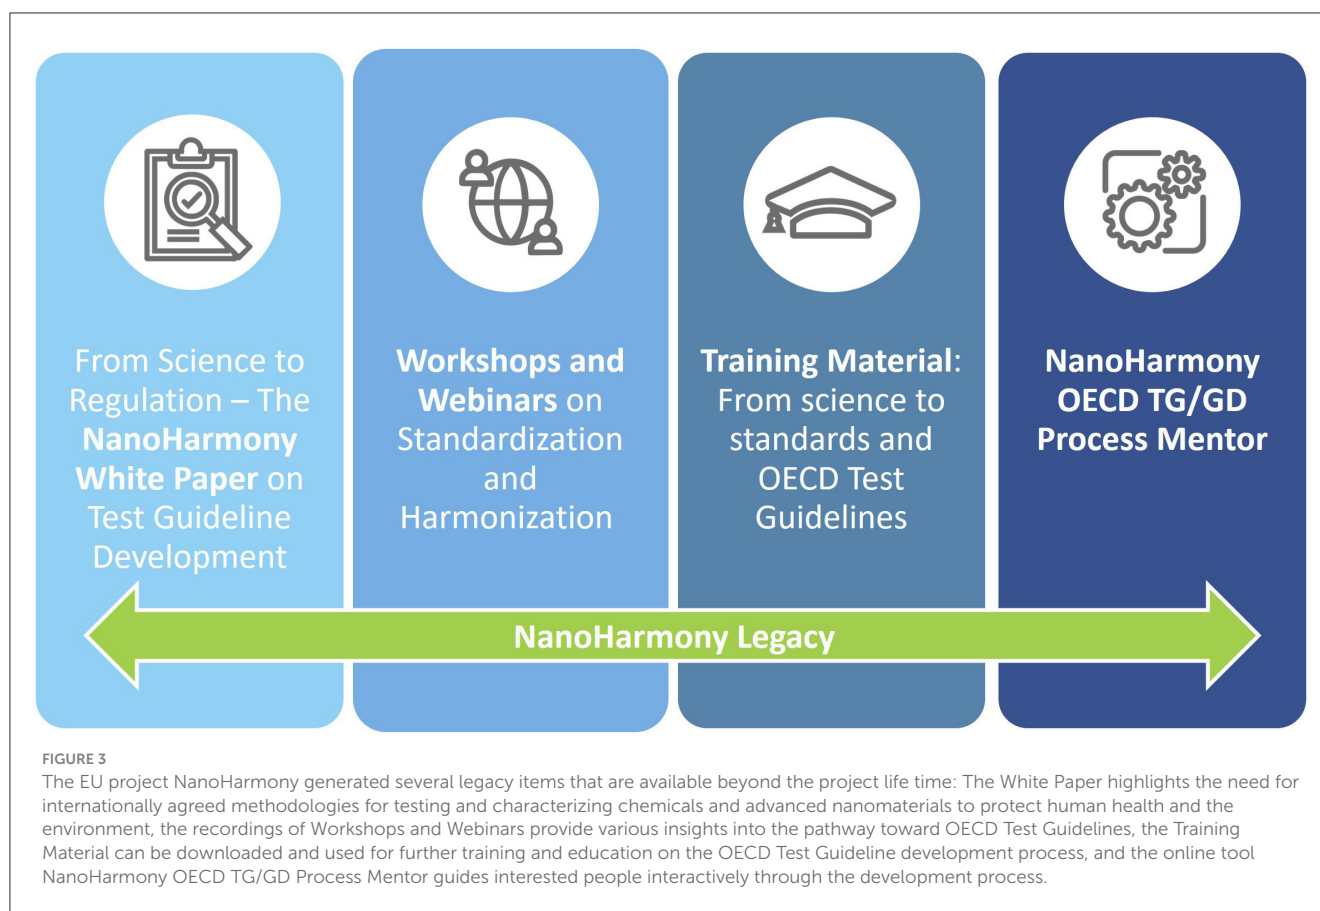 From Science to
Regulation – The
NanoHarmony
White Paper on
Test Guideline
Development
Workshops and
Webinars on
Standardization
and
Harmonization
Training Material:
From science to
standards and
OECD Test
Guidelines
NanoHarmony
OECD TG/GD
Process Mentor
NanoHarmony Legacy
FIGURE 3
The EU project NanoHarmony generated several legacy items that are available beyond the project life time: The White Paper highlights the need for
internationally agreed methodologies for testing and characterizing chemicals and advanced nanomaterials to protect human health and the
environment, the recordings of Workshops and Webinars provide various insights into the pathway toward OECD Test Guidelines, the Training
Material can be downloaded and used for further training and education on the OECD Test Guideline development process, and the online tool
NanoHarmony OECD TG/GD Process Mentor guides interested people interactively through the development process.